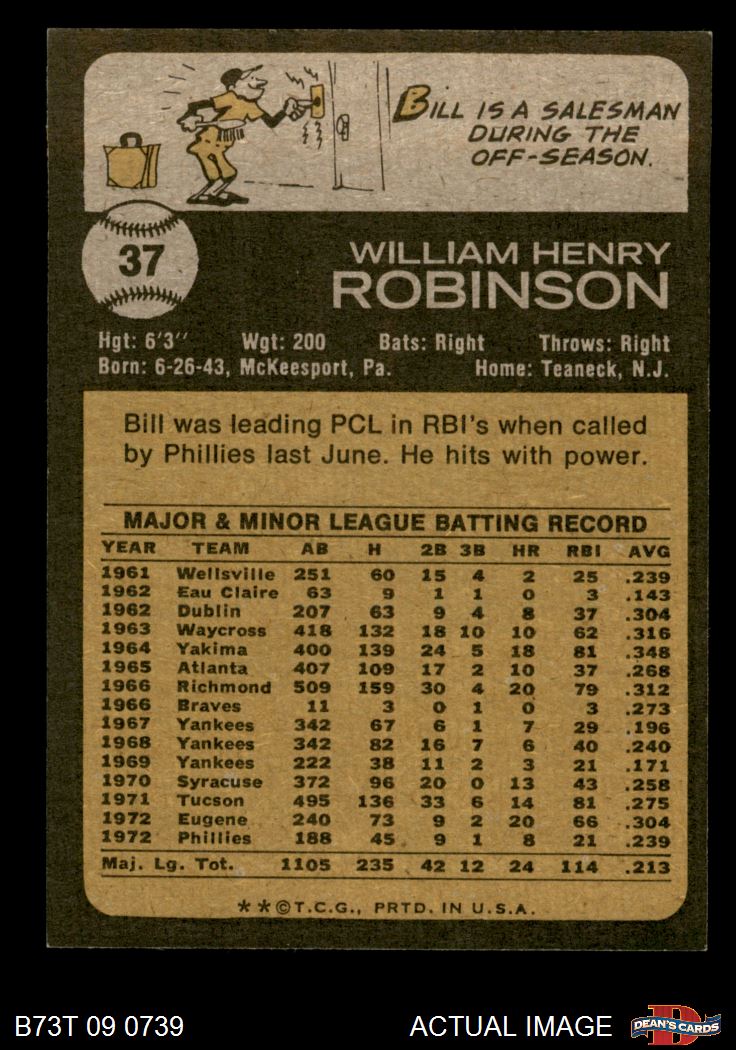 BILL IS A SALESMAN
DURING THE
OFF-SEASON.
37
WILLIAM HENRY
ROBINSON
Hgt: 6'3'' Wgt: 200 Bats: Right Throws: Right
Born: 6-26-43, McKeesport, Pa. Home: Teaneck, N.J.
Bill was leading PCL in RBI's when called
by Phillies last June. He hits with power.
MAJOR & MINOR LEAGUE BATTING RECORD
YEAR TEAM AB H 2B 3B HR RBI AVG
1961 Wellsville 251 60 15 4 2 25 .239
1962 Eau Claire 63 9 1 1 0 3 .143
1962 Dublin 207 63 9 4 8 37 .304
1963 Waycross 418 132 18 10 10 62 .316
1964 Yakima 400 139 24 5 18 81 .348
1965 Atlanta 407 109 17 2 10 37 .268
1966 Richmond 509 159 30 4 20 79 .312
1966 Braves 11 3 0 1 0 3 .273
1967 Yankees 342 67 6 1 7 29 .196
1968 Yankees 342 82 16 7 6 40 .240
1969 Yankees 222 38 11 2 3 21 .171
1970 Syracuse 372 96 20 0 13 43 .258
1971 Tucson 495 136 33 6 14 81 .275
1972 Eugene 240 73 9 2 20 66 .304
1972 Phillies 188 45 9 1 8 21 .239
Maj. Lg. Tot. 1105 235 42 12 24 114 .213
**©T.C.G., PRTD. IN U.S.A.
B73T 09 0739 ACTUAL IMAGE D DEAN'S CARDS